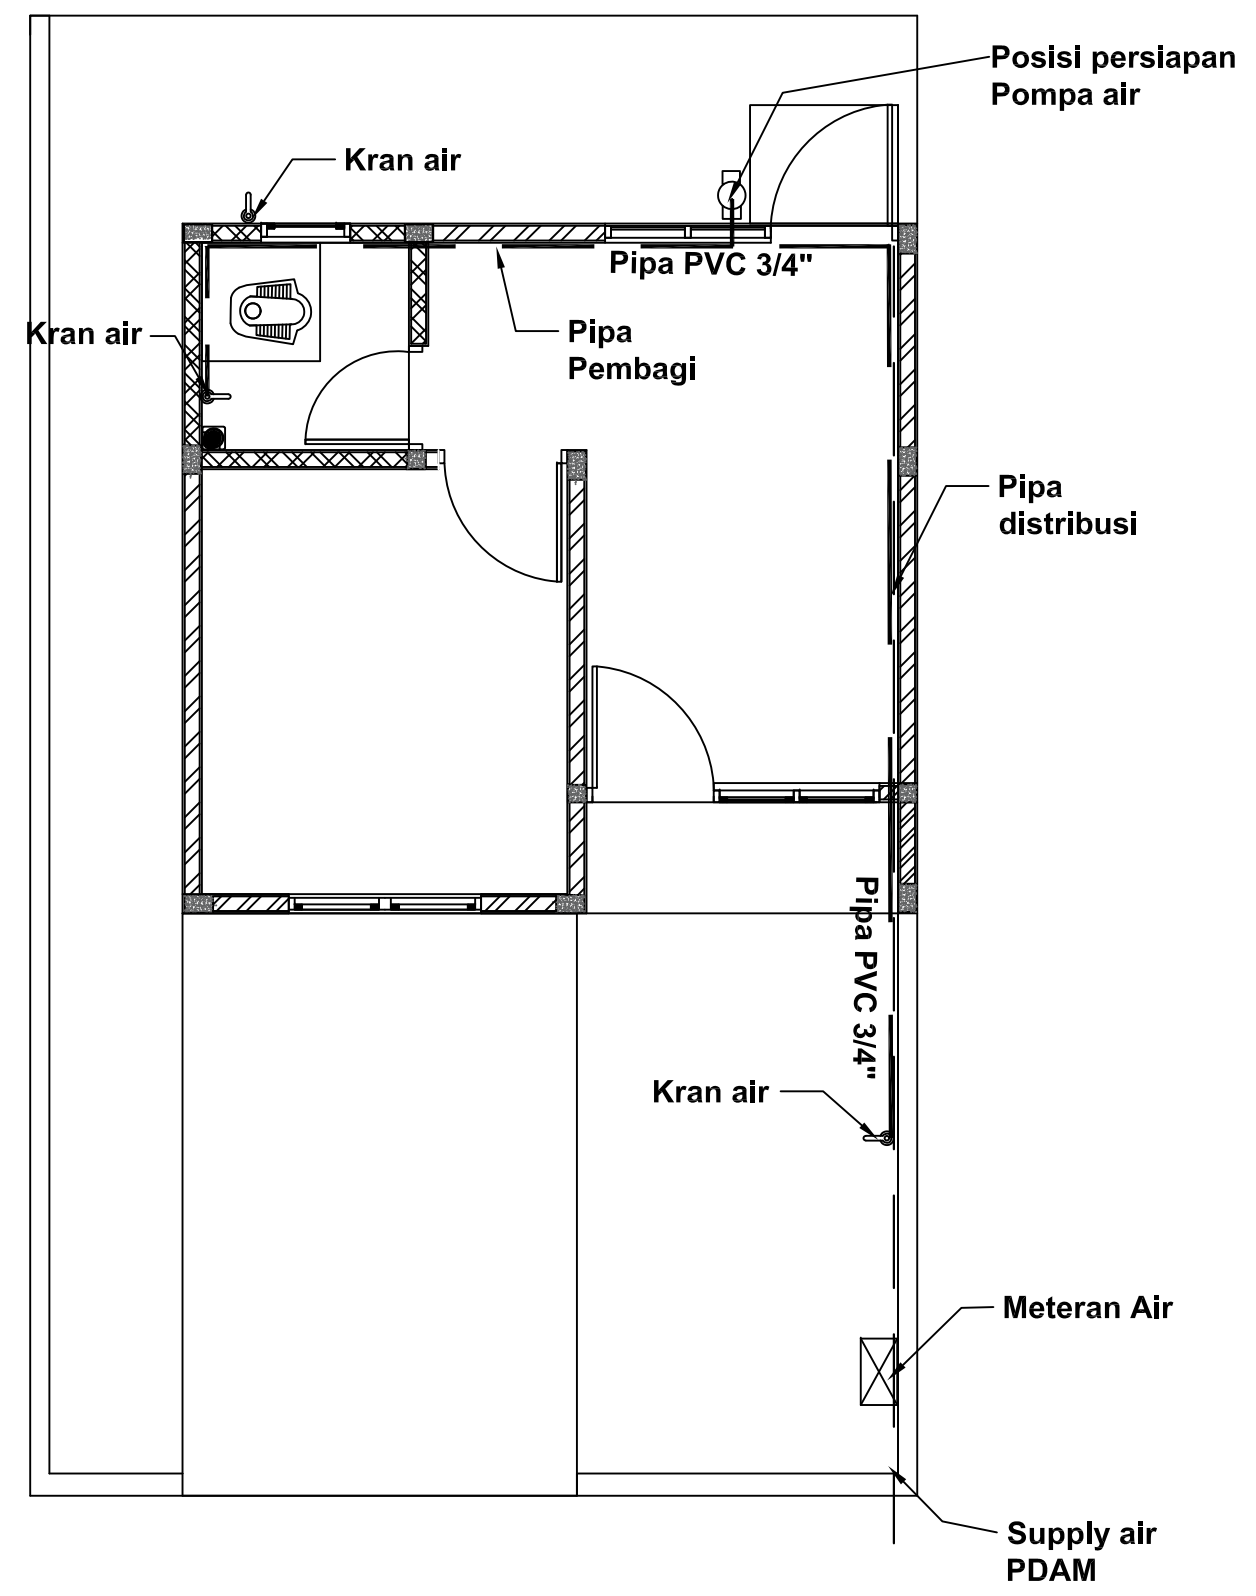 Posisi persiapan
Pompa air
Kran air
Pipa PVC 3/4"
Kran air
Pipa
Pembagi
Pipa
distribusi
Pipa PVC 3/4"
Kran air
Meteran Air
Supply air
PDAM